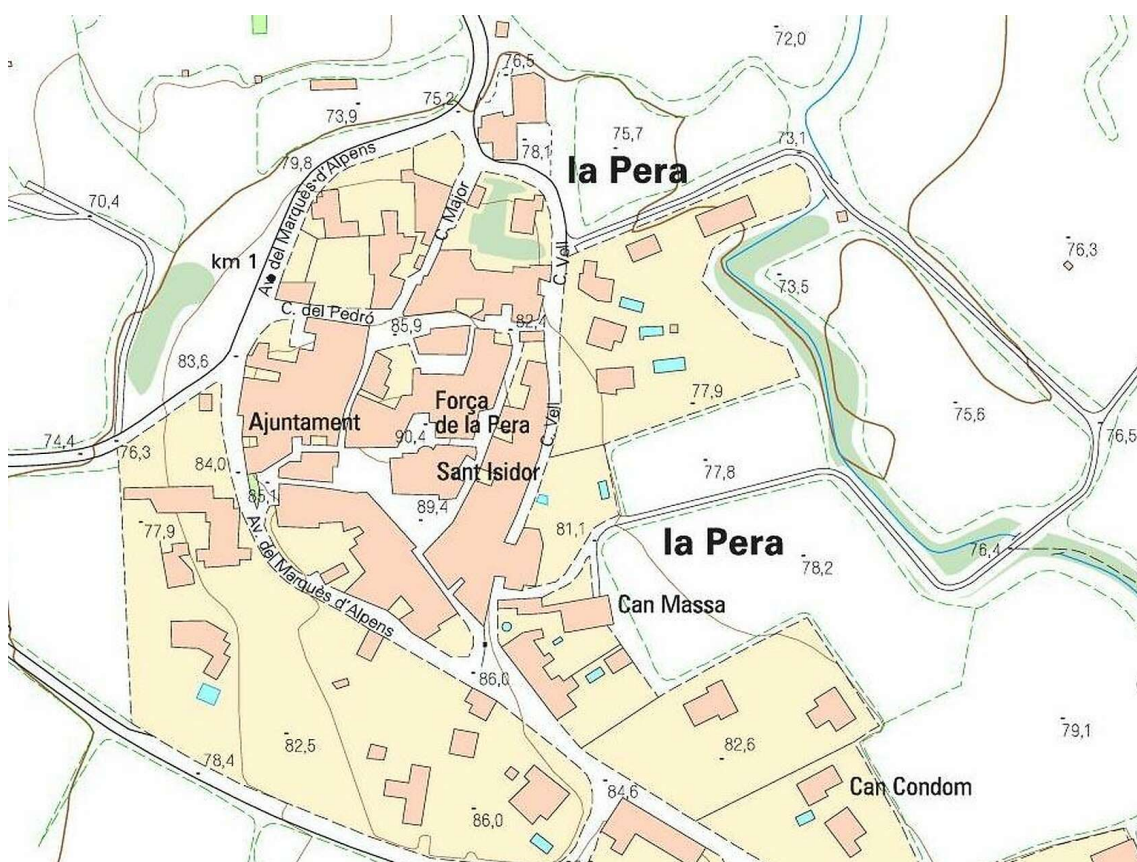 72,0
76,5
75,2
73,9
75,7
78,1
73,1
79,8
la Pera
Av. del Marquès d'Alpens
C. Major
70,4
km 1
C. Vell
76,3
73,5
C. del Pedró
85,9
82,4
83,6
77,9
75,6
Força
de la Pera
Ajuntament
90,4
C. Vell
74,4
76,3
76,5
84,0
Sant Isidor
77,8
85,1
89,4
77,9
81,1
la Pera
76,4
78,2
Av. del Marquès d'Alpens
Can Massa
86,0
82,5
82,6
79,1
78,4
84,6
Can Condom
86,0